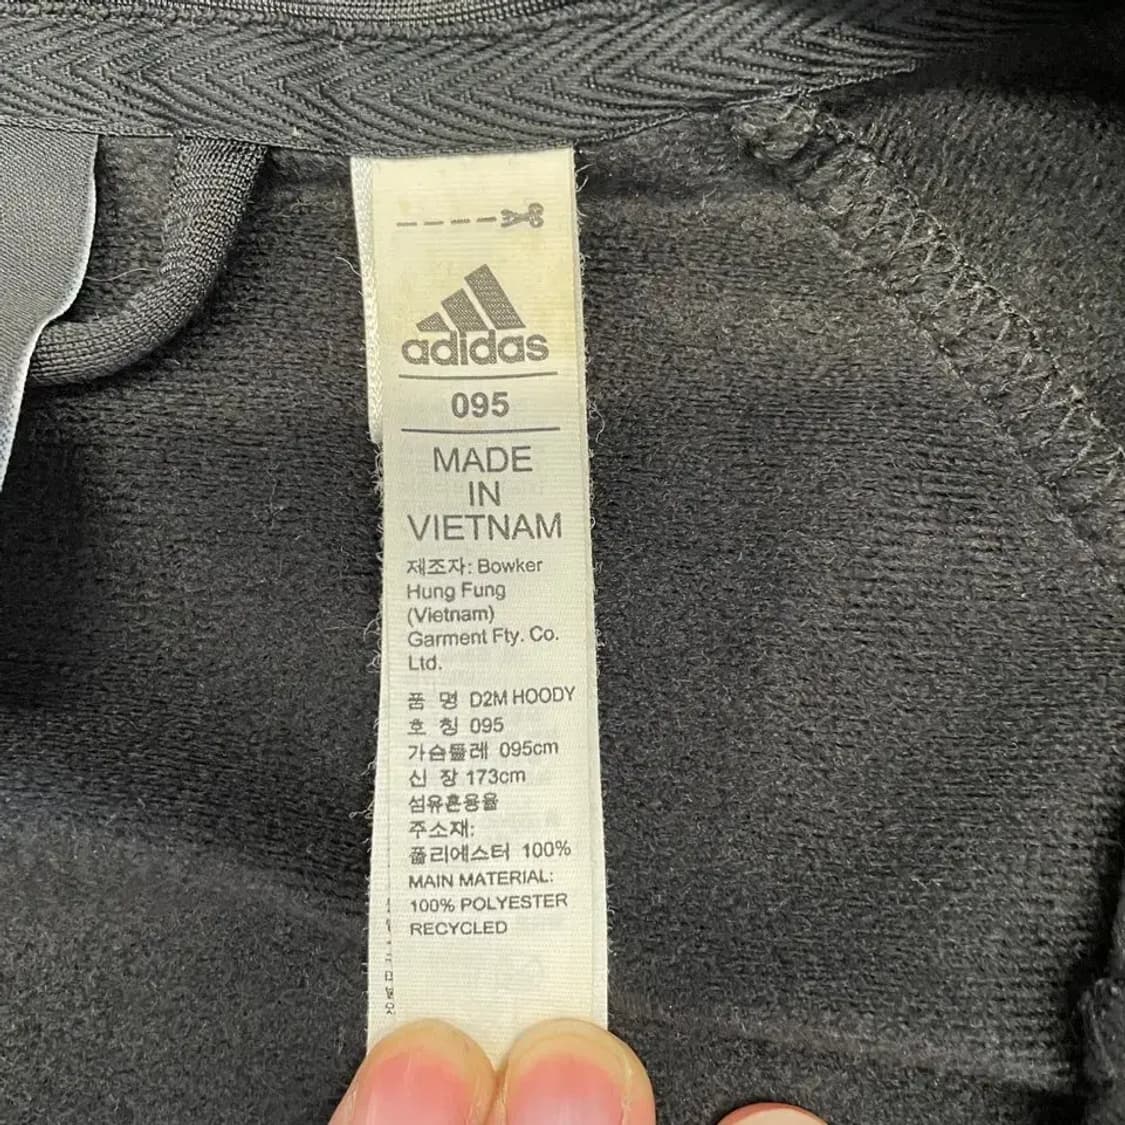 adidas
095
MADE
IN
VIETNAM
제조자: Bowker
Hung Fung
(Vietnam)
Garment Fty. Co.
Ltd.
품 명 D2M HOODY
호 칭 095
가슴둘레 095cm
신 장 173cm
섬유혼용율
주소재:
폴리에스터 100%
MAIN MATERIAL:
100% POLYESTER
RECYCLED